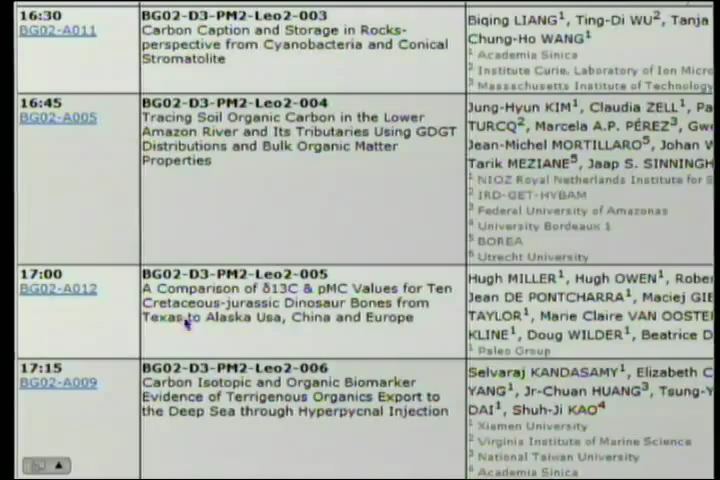 16:30
BG02-A011
BG02-D3-PM2-Leo2-003
Carbon Caption and Storage in Rocks-
perspective from Cyanobacteria and Conical
Stromatolite
Biqing LIANG1, Ting-Di WU2, Tanja
Chung-Ho WANG1
1 Academia Sinica
2 Institute Curie, Laboratory of Ion Micro
3 Massachusetts Institute of Technology
16:45
BG02-A005
BG02-D3-PM2-Leo2-004
Tracing Soil Organic Carbon in the Lower
Amazon River and Its Tributaries Using GDGT
Distributions and Bulk Organic Matter
Properties
Jung-Hyun KIM1, Claudia ZELL1, Pa
TURCQ2, Marcela A.P. PÉREZ3, Gwe
Jean-Michel MORTILLARO5, Johan W
Tarik MEZIANE5, Jaap S. SINNINGH
1 NIOZ Royal Netherlands Institute for S
2 IRD-GET-HYBAM
3 Federal University of Amazonas
4 University Bordeaux 1
5 BOREA
6 Utrecht University
17:00
BG02-A012
BG02-D3-PM2-Leo2-005
A Comparison of δ13C & pMC Values for Ten
Cretaceous-jurassic Dinosaur Bones from
Texas to Alaska Usa, China and Europe
Hugh MILLER1, Hugh OWEN1, Rober
Jean DE PONTCHARRA1, Maciej GIE
TAYLOR1, Marie Claire VAN OOSTE
KLINE1, Doug WILDER1, Beatrice D
1 Paleo Group
17:15
BG02-A009
BG02-D3-PM2-Leo2-006
Carbon Isotopic and Organic Biomarker
Evidence of Terrigenous Organics Export to
the Deep Sea through Hyperpycnal Injection
Selvaraj KANDASAMY1, Elizabeth C
YANG1, Jr-Chuan HUANG3, Tsung-Y
DAI1, Shuh-Ji KAO4
1 Xiamen University
2 Virginia Institute of Marine Science
3 National Taiwan University
4 Academia Sinica